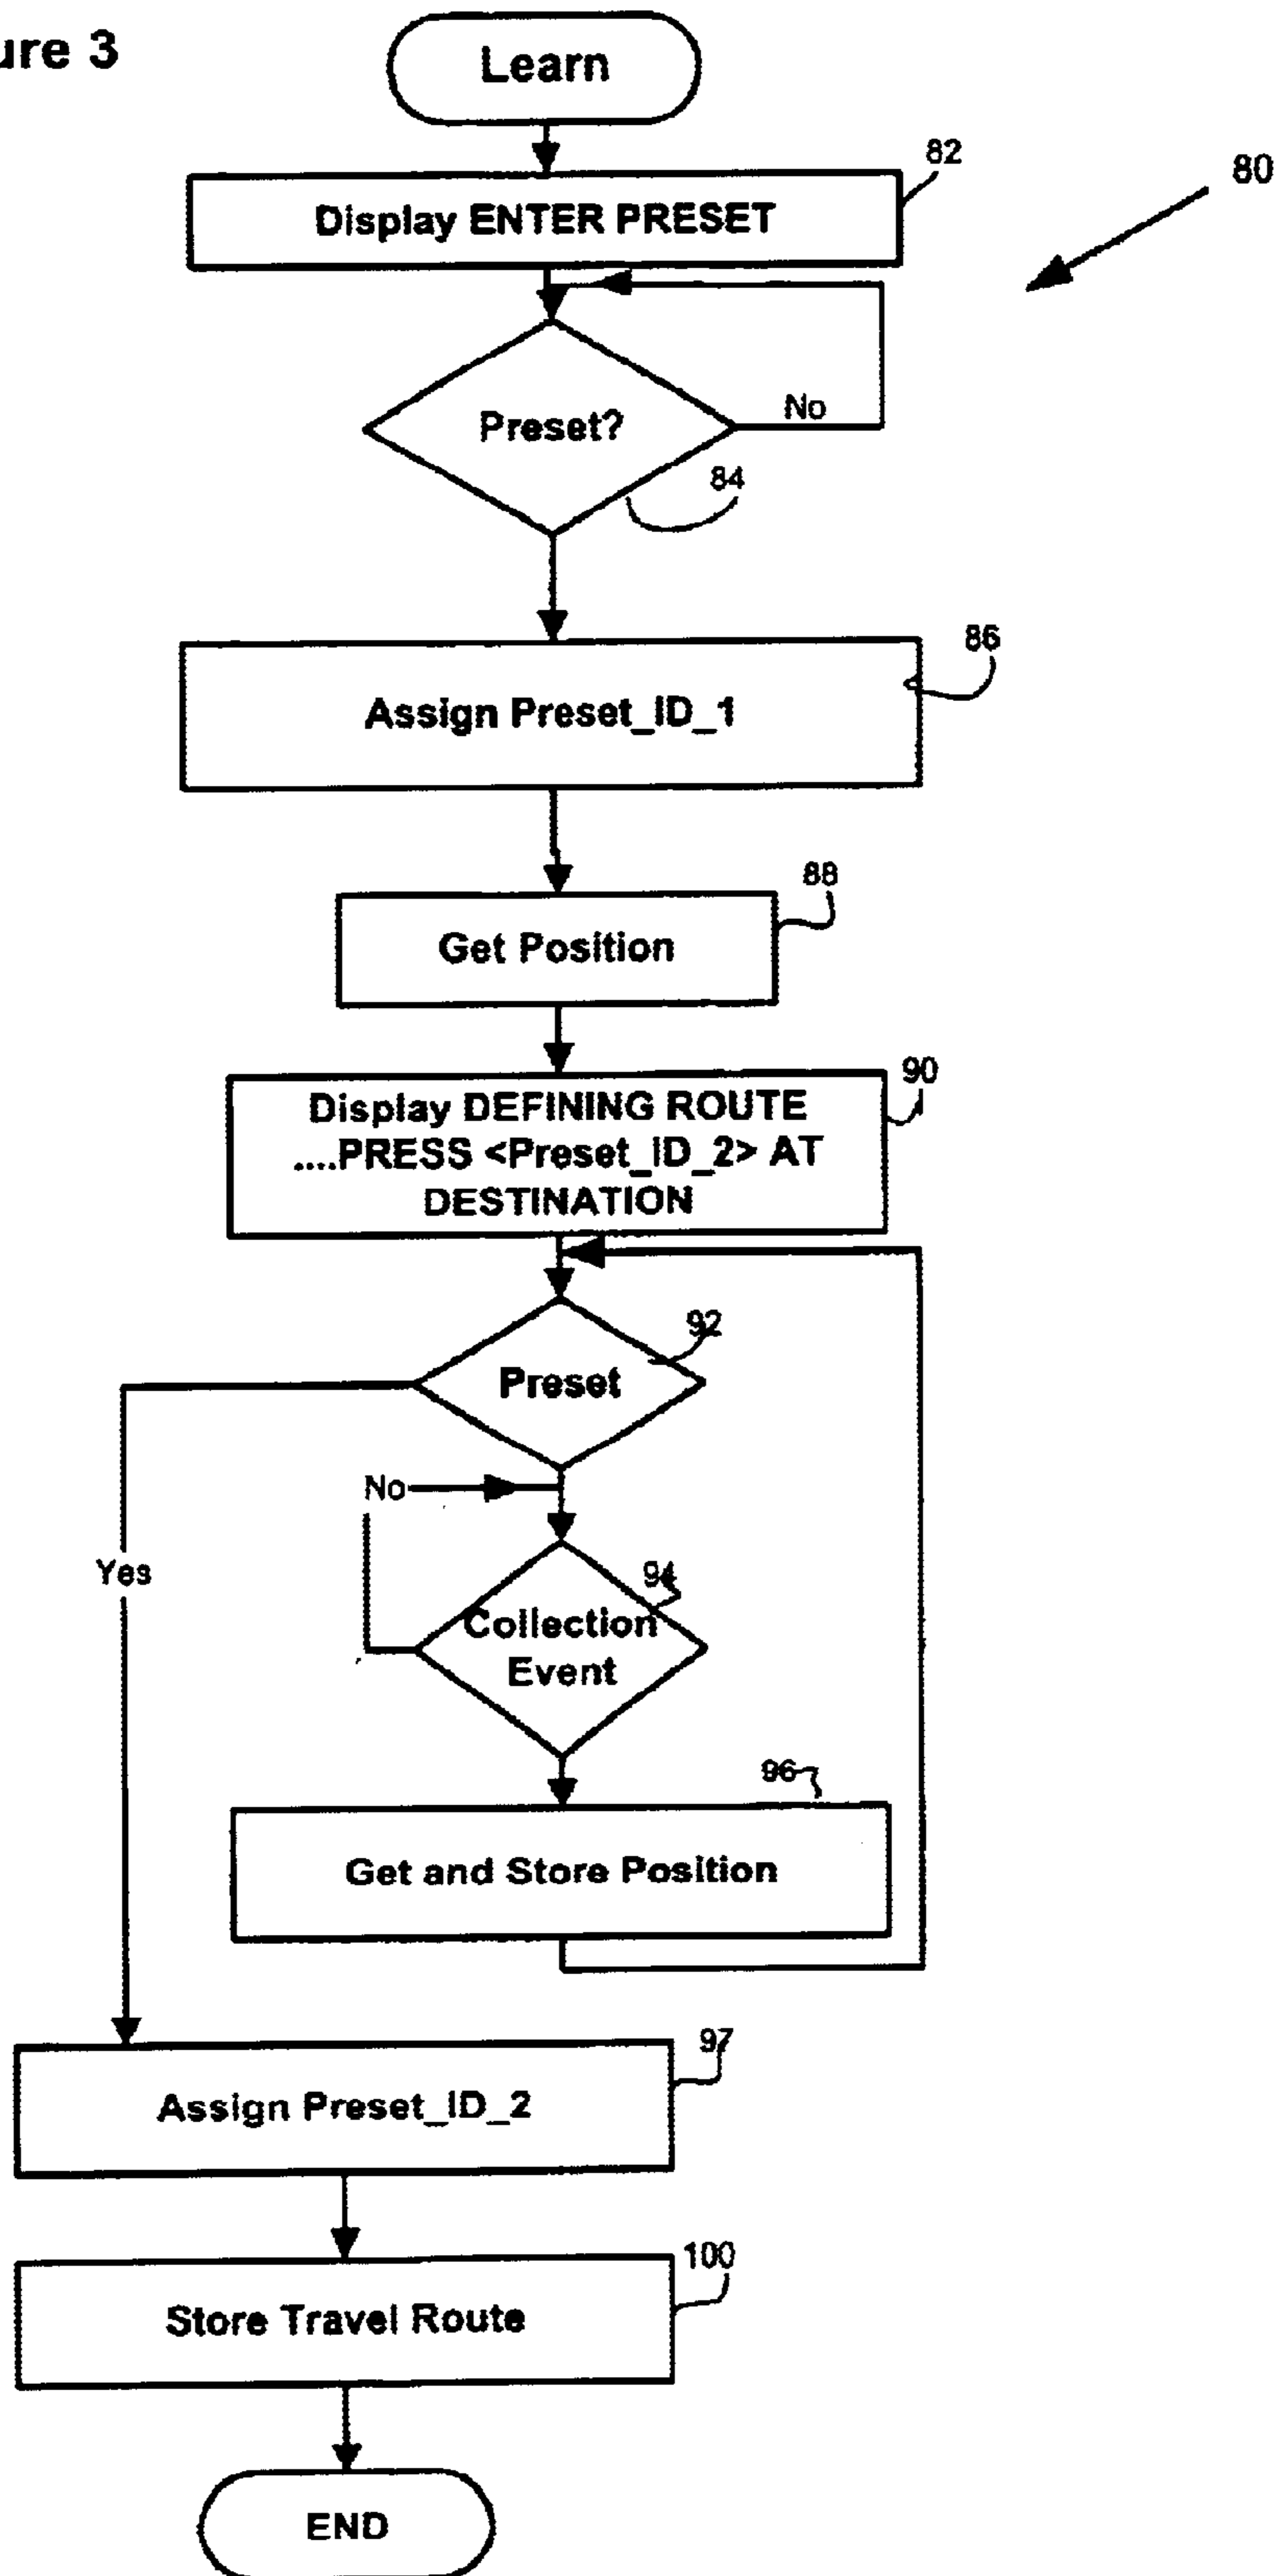 ure 3
Learn
82
80
Display ENTER PRESET
Preset?
No
84
86
Assign Preset_ID_1
88
Get Position
90
Display DEFINING ROUTE
....PRESS <Preset_ID_2> AT
DESTINATION
92
Preset
No
Yes
94
Collection
Event
96
Get and Store Position
97
Assign Preset_ID_2
100
Store Travel Route
END